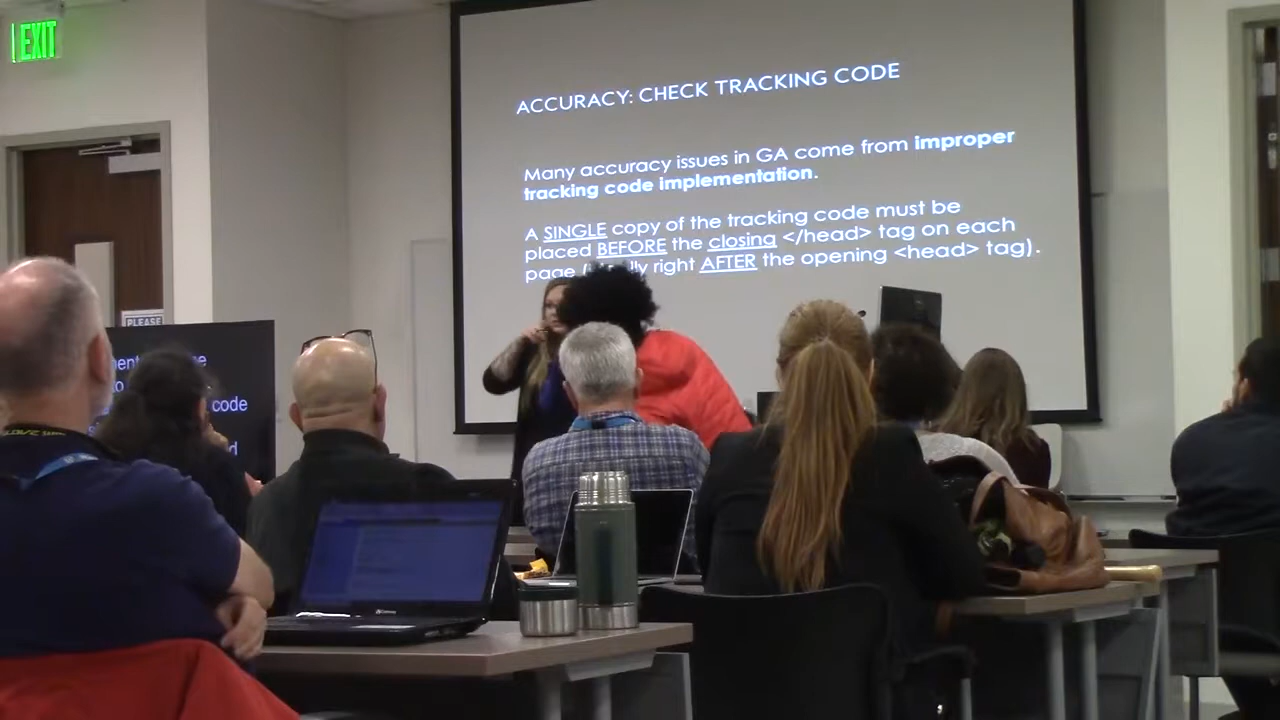 EXIT
ACCURACY: CHECK TRACKING CODE
Many accuracy issues in GA come from improper
tracking code implementation.
A SINGLE copy of the tracking code must be
placed BEFORE the closing </head> tag on each
page right AFTER the opening <head> tag).
PLEASE
to
code